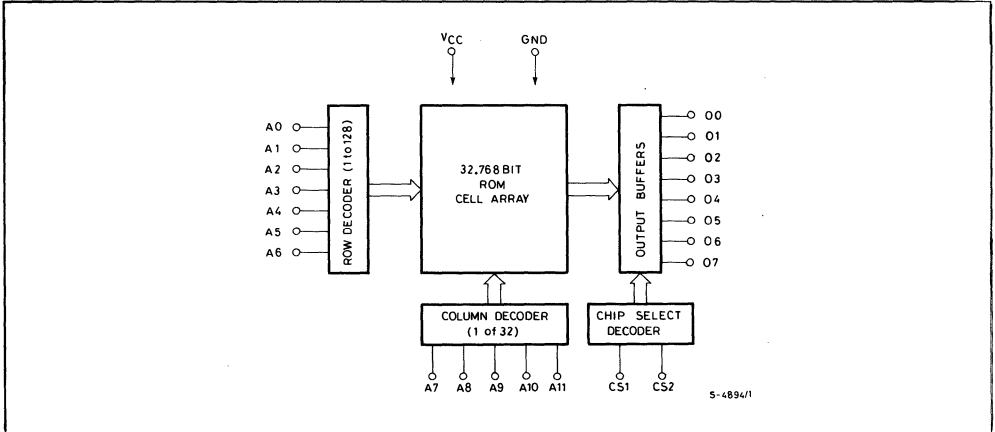 VCC
GND
A0
A1
A2
A3
A4
A5
A6
ROW DECODER (1 to 128)
32,768 BIT
ROM
CELL ARRAY
OUTPUT BUFFERS
O0
O1
O2
O3
O4
O5
O6
O7
COLUMN DECODER
(1 of 32)
CHIP SELECT
DECODER
A7
A8
A9
A10
A11
CS1
CS2
S-4894/1